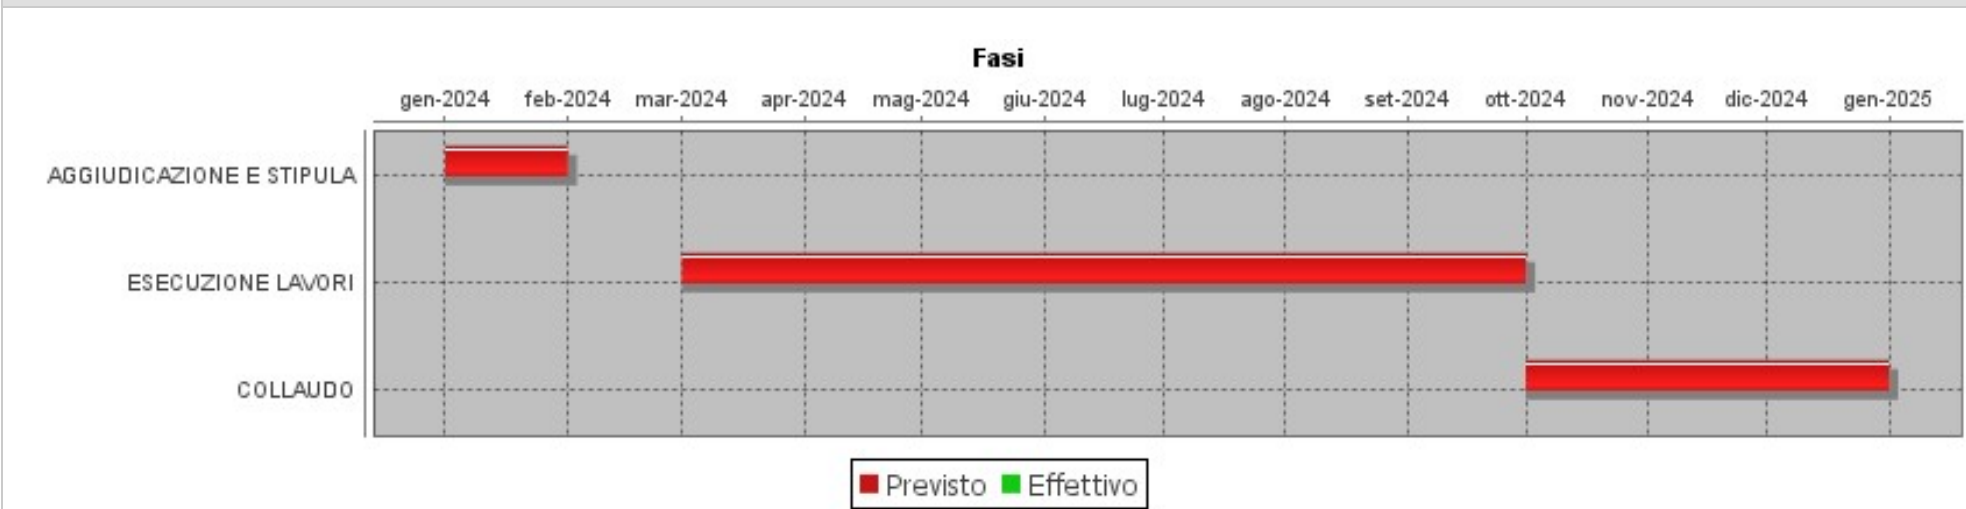 Fasi
gen-2024 feb-2024 mar-2024 apr-2024 mag-2024 giu-2024 lug-2024 ago-2024 set-2024 ott-2024 nov-2024 dic-2024 gen-2025
AGGIUDICAZIONE E STIPULA
ESECUZIONE LAVORI
COLLAUDO
Previsto Effettivo